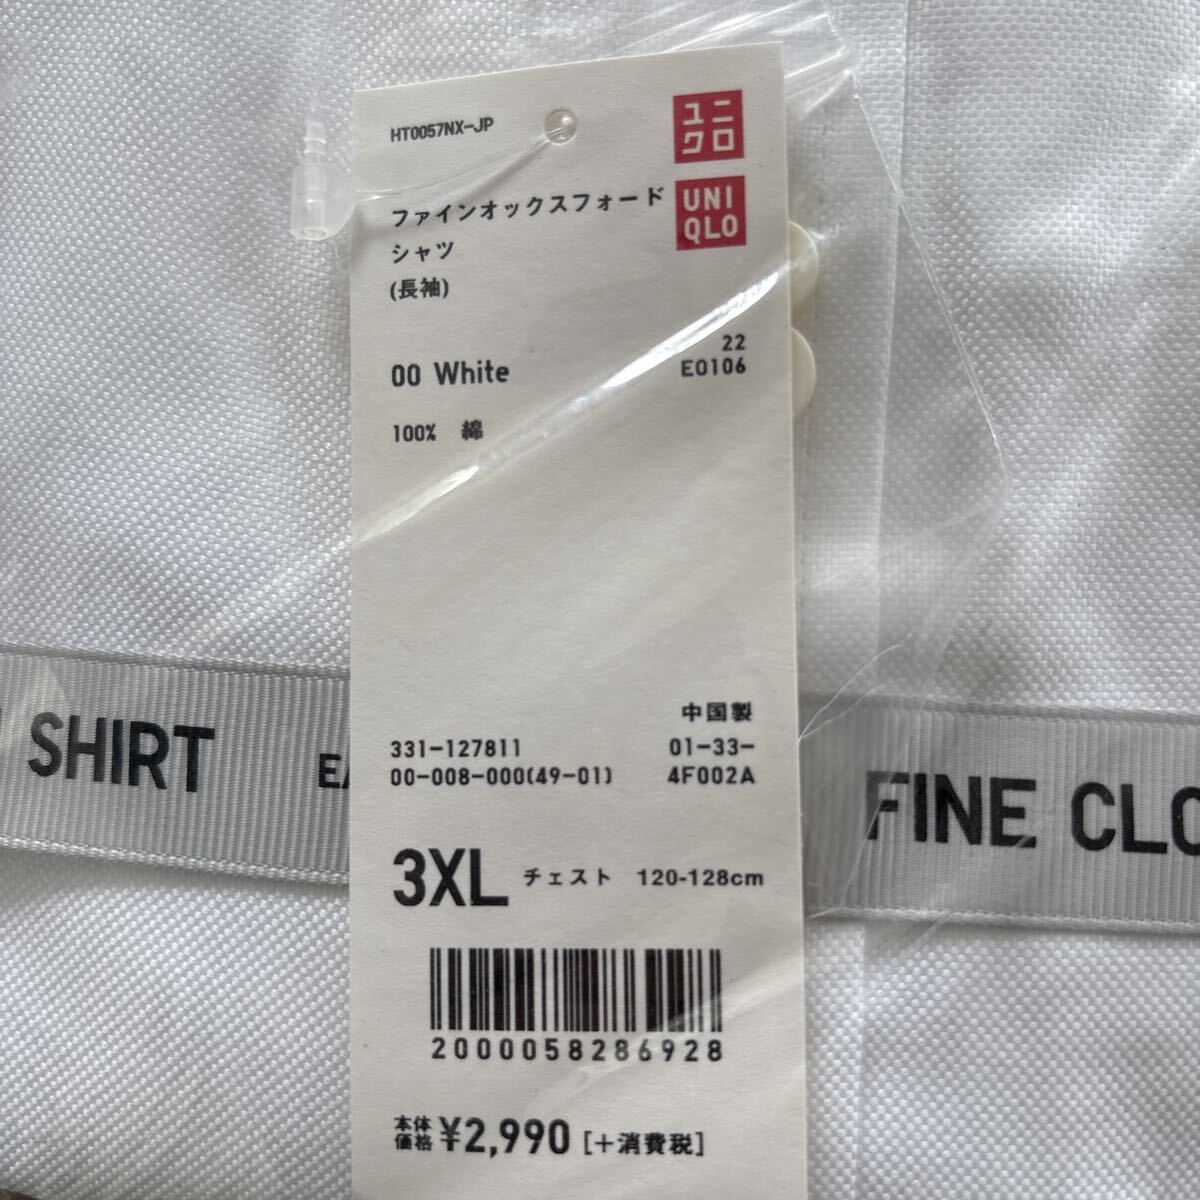 HT0057NX-JP
ユニ
クロ
UNI
QLO
ファインオックスフォード
シャツ
(長袖)
22
00 White
E0106
100% 綿
中国製
331-127811
01-33-
00-008-000(49-01)
4F002A
SHIRT
FINE
3XL チェスト 120-128cm
2000058286928
本体
価格 ¥2,990 [+消費税]